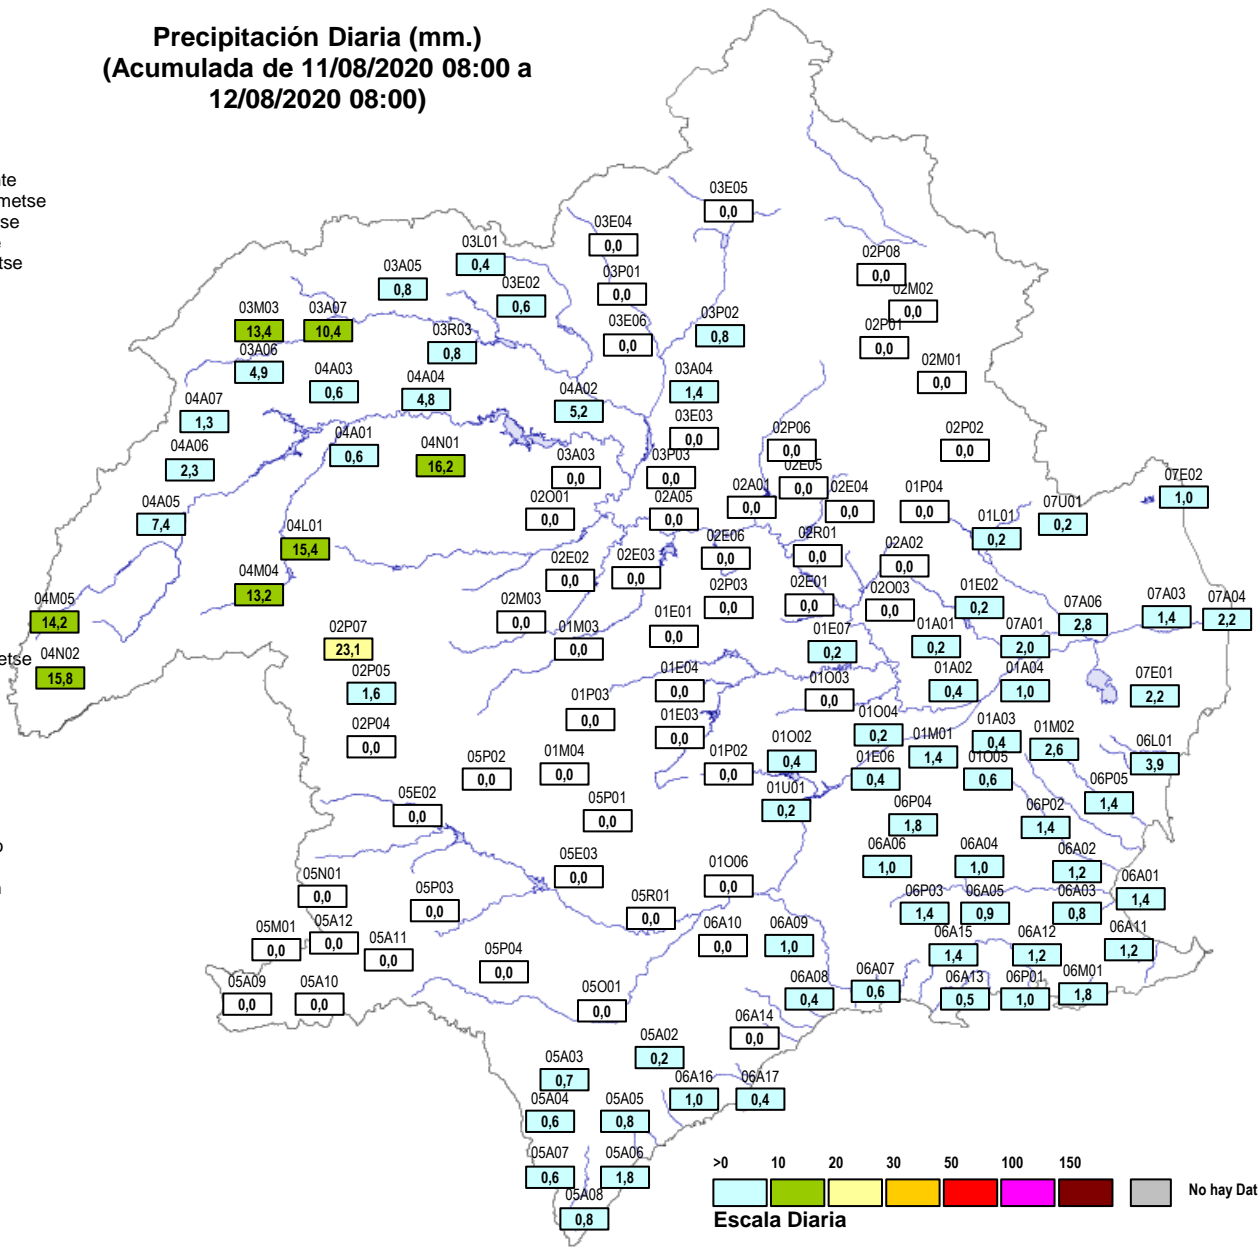 Precipitación Diaria (mm.)
(Acumulada de 11/08/2020 08:00 a
12/08/2020 08:00)
nte
metse
se
e
tse
03E05
0,0
03E04
0,0
03L01
0,4
02P08
0,0
03A05
0,8
03P01
0,0
03E02
0,6
02M02
0,0
03M03
13,4
03A07
10,4
03P02
0,8
03E06
0,0
02P01
0,0
03R03
0,8
03A06
4,9
02M01
0,0
04A03
0,6
04A04
4,8
03A04
1,4
04A02
5,2
04A07
1,3
03E03
0,0
02P06
0,0
02P02
0,0
04A01
0,6
04N01
16,2
04A06
2,3
03A03
0,0
03P03
0,0
02E05
0,0
07E02
1,0
02A01
0,0
02E04
0,0
01P04
0,0
02O01
0,0
02A05
0,0
04A05
7,4
07U01
0,2
01L01
0,2
04L01
15,4
02E06
0,0
02R01
0,0
02A02
0,0
02E02
0,0
02E03
0,0
04M04
13,2
02P03
0,0
02E01
0,0
02O03
0,0
01E02
0,2
04M05
14,2
02M03
0,0
07A06
2,8
07A03
1,4
07A04
2,2
01E01
0,0
02P07
23,1
01M03
0,0
01E07
0,2
01A01
0,2
07A01
2,0
etse
04N02
15,8
02P05
1,6
01E04
0,0
01O03
0,0
01A02
0,4
01A04
1,0
07E01
2,2
01P03
0,0
02P04
0,0
01E03
0,0
01O04
0,2
01A03
0,4
01M02
2,6
01M01
1,4
06L01
3,9
05P02
0,0
01M04
0,0
01P02
0,0
01O02
0,4
01E06
0,4
01O05
0,6
05E02
0,0
05P01
0,0
01U01
0,2
06P05
1,4
06P04
1,8
06P02
1,4
o
05E03
0,0
06A06
1,0
06A04
1,0
06A02
1,2
n
05N01
0,0
01O06
0,0
06A01
1,4
05P03
0,0
05R01
0,0
06P03
1,4
06A05
0,9
06A03
0,8
05M01
0,0
05A12
0,0
05A11
0,0
06A10
0,0
06A09
1,0
06A15
1,4
06A12
1,2
06A11
1,2
05P04
0,0
05A09
0,0
05A10
0,0
05O01
0,0
06A08
0,4
06A07
0,6
06A13
0,5
06P01
1,0
06M01
1,8
06A14
0,0
05A02
0,2
05A03
0,7
06A16
1,0
06A17
0,4
05A04
0,6
05A05
0,8
05A07
0,6
05A06
1,8
05A08
0,8
>0 10 20 30 50 100 150
No hay Dat
Escala Diaria